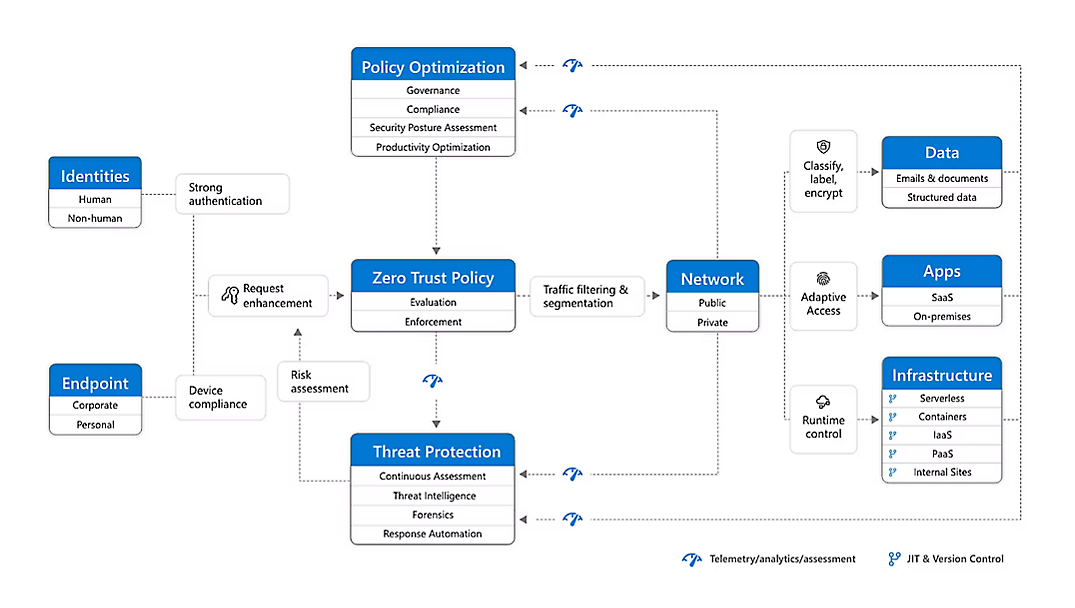 Policy Optimization
Governance
Compliance
Security Posture Assessment
Productivity Optimization
Identities
Human
Non-human
Strong
authentication
Classify,
label,
encrypt
Data
Emails & documents
Structured data
Request
enhancement
Zero Trust Policy
Evaluation
Enforcement
Traffic filtering &
segmentation
Network
Public
Private
Adaptive
Access
Apps
SaaS
On-premises
Endpoint
Corporate
Personal
Device
compliance
Risk
assessment
Runtime
control
Infrastructure
Serverless
Containers
IaaS
PaaS
Internal Sites
Threat Protection
Continuous Assessment
Threat Intelligence
Forensics
Response Automation
Telemetry/analytics/assessment
JIT & Version Control